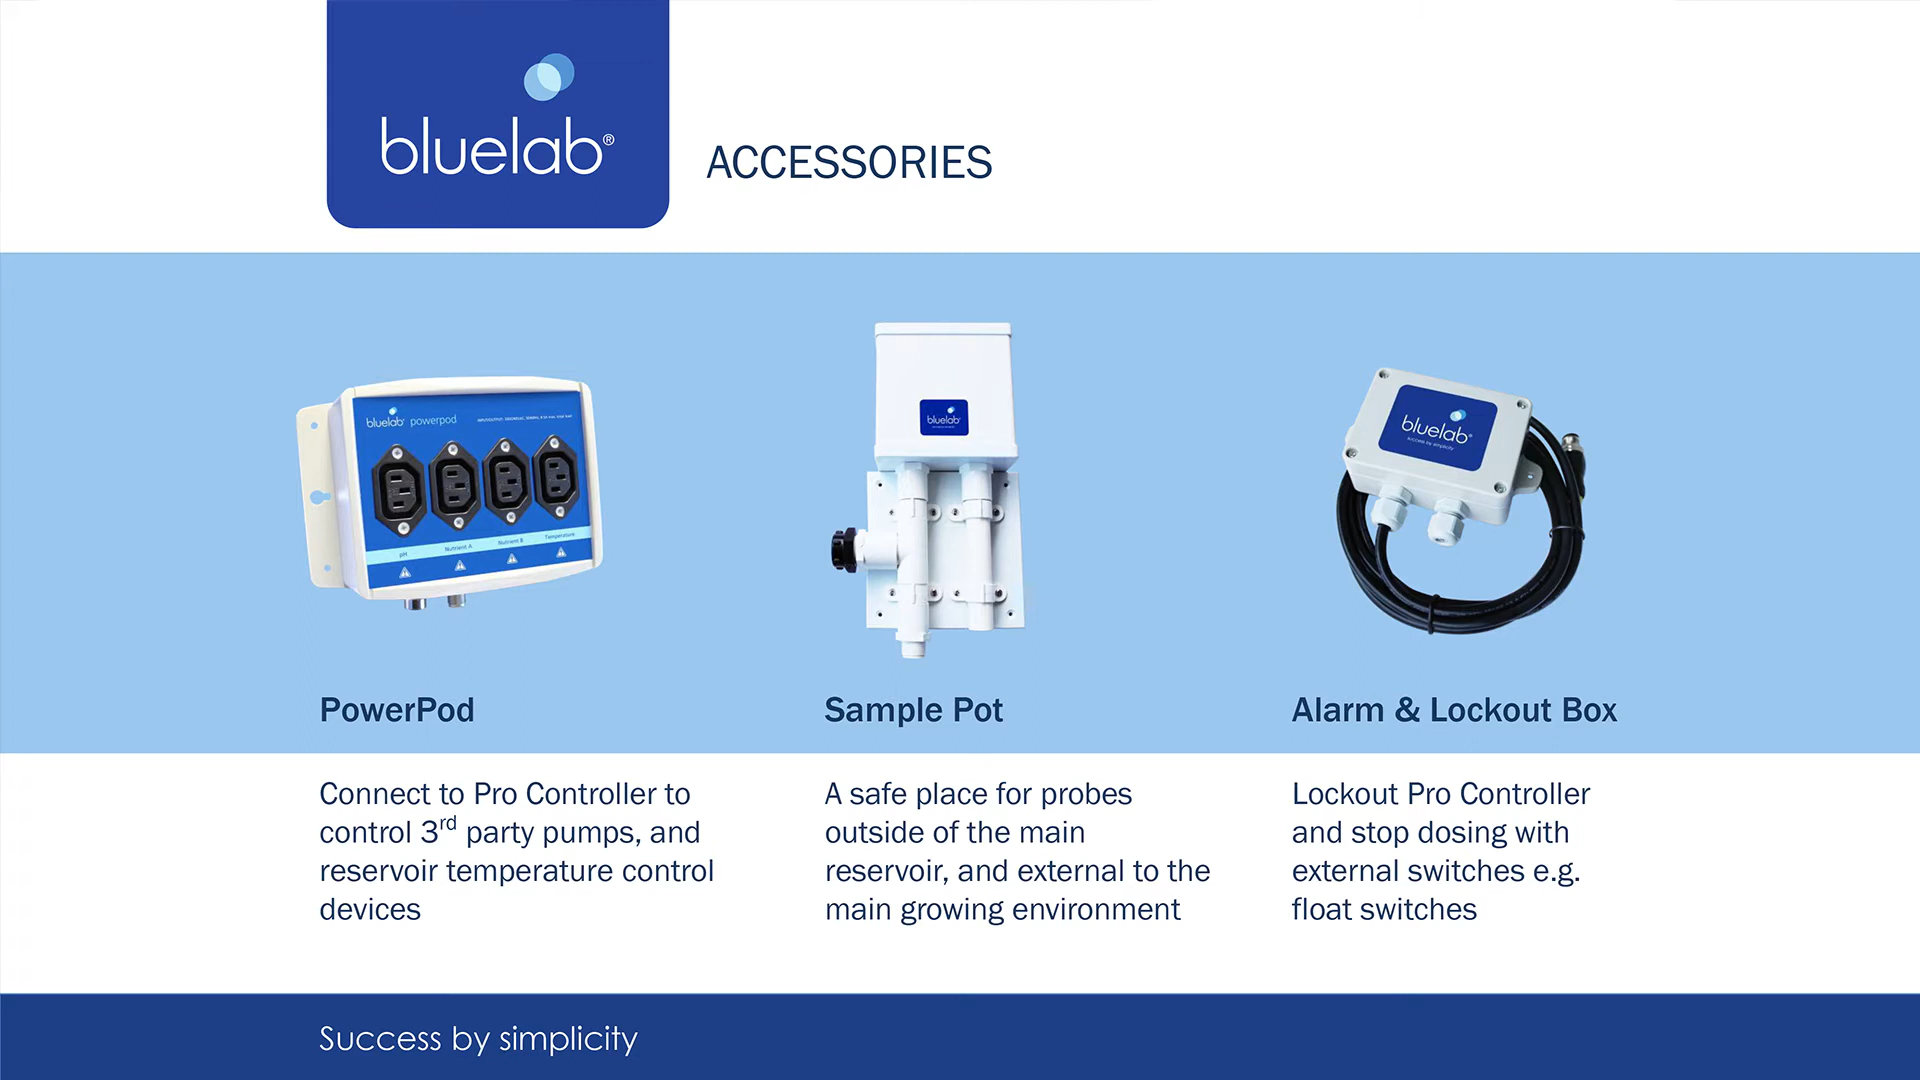 bluelab®
ACCESSORIES
bluelab® powerpod
pH
Nutrient A
Nutrient B
Temperature
bluelab
bluelab®
success by simplicity
PowerPod
Connect to Pro Controller to
control 3rd party pumps, and
reservoir temperature control
devices
Sample Pot
A safe place for probes
outside of the main
reservoir, and external to the
main growing environment
Alarm & Lockout Box
Lockout Pro Controller
and stop dosing with
external switches e.g.
float switches
Success by simplicity